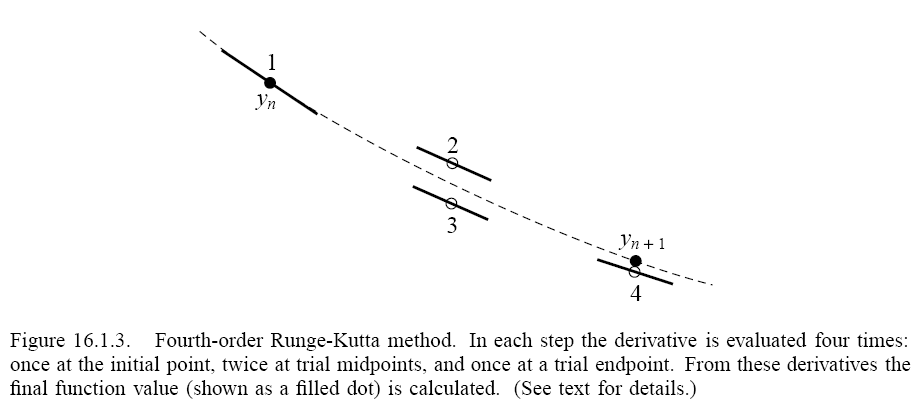 1
yn
2
3
yn + 1
4
Figure 16.1.3. Fourth-order Runge-Kutta method. In each step the derivative is evaluated four times:
once at the initial point, twice at trial midpoints, and once at a trial endpoint. From these derivatives the
final function value (shown as a filled dot) is calculated. (See text for details.)